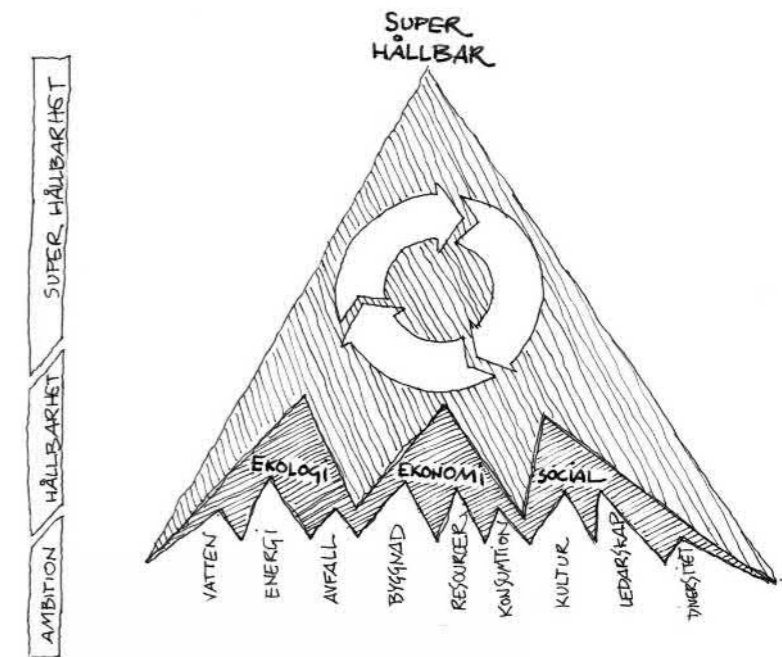 SUPER
HÅLLBAR
SUPER HÅLLBARHET
HÅLLBARHET
AMBITION
EKOLOGI
EKONOMI
SOCIAL
VATTEN
ENERGI
AVFALL
BYGGNAD
RESOURCER
KONSUMTION
KULTUR
LEDARSKAP
DIVERSITET